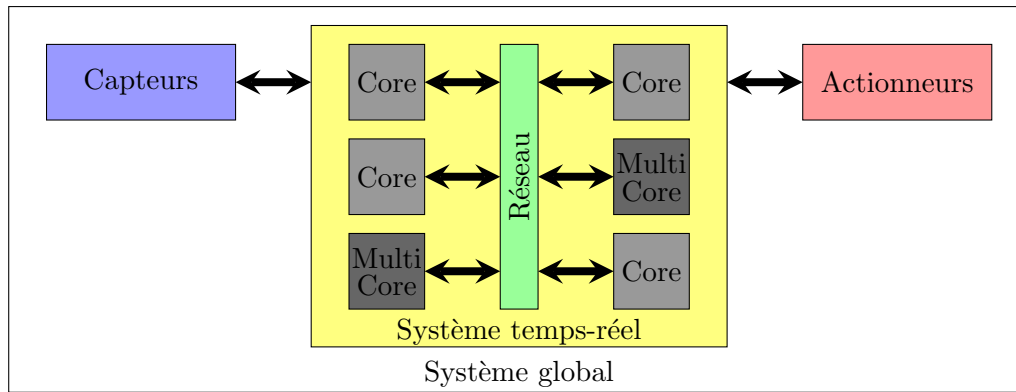 Capteurs
Core
Core
Actionneurs
Core
Réseau
Multi
Core
Multi
Core
Core
Système temps-réel
Système global